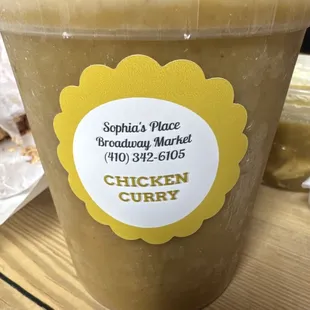 Sophia's Place
Broadway Market
(410) 342-6105
CHICKEN
CURRY